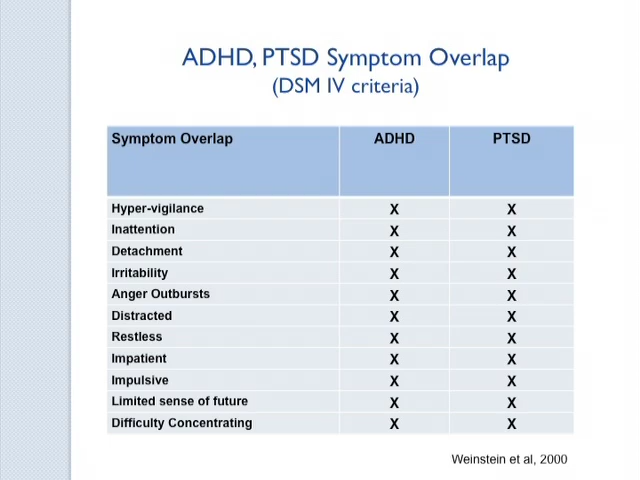 ADHD, PTSD Symptom Overlap
(DSM IV criteria)
Symptom Overlap ADHD PTSD
Hyper-vigilance X X
Inattention X X
Detachment X X
Irritability X X
Anger Outbursts X X
Distracted X X
Restless X X
Impatient X X
Impulsive X X
Limited sense of future X X
Difficulty Concentrating X X
Weinstein et al, 2000